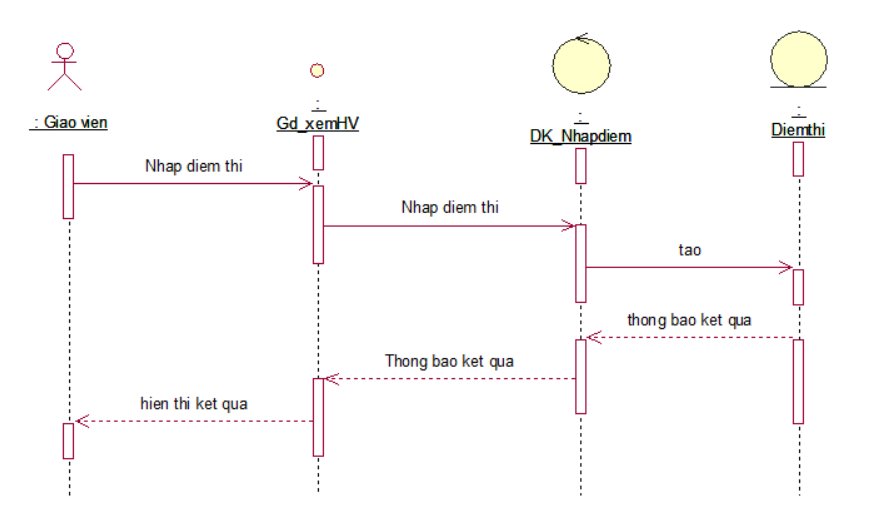 : Giao vien
:
Gd_xemHV
:
DK_Nhapdiem
:
Diemthi
Nhap diem thi
Nhap diem thi
tao
thong bao ket qua
Thong bao ket qua
hien thi ket qua